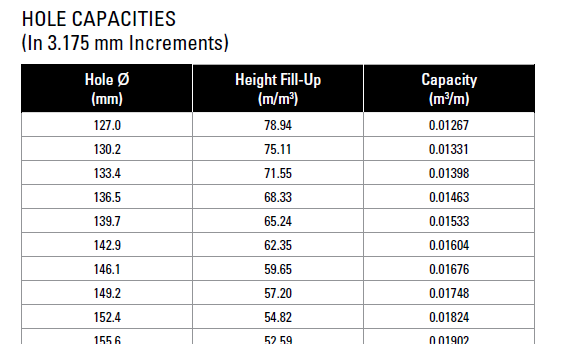 HOLE CAPACITIES
(In 3.175 mm Increments)
Hole Ø Height Fill-Up Capacity
(mm) (m/m³) (m³/m)
127.0 78.94 0.01267
130.2 75.11 0.01331
133.4 71.55 0.01398
136.5 68.33 0.01463
139.7 65.24 0.01533
142.9 62.35 0.01604
146.1 59.65 0.01676
149.2 57.20 0.01748
152.4 54.82 0.01824
155.6 52.59 0.01902